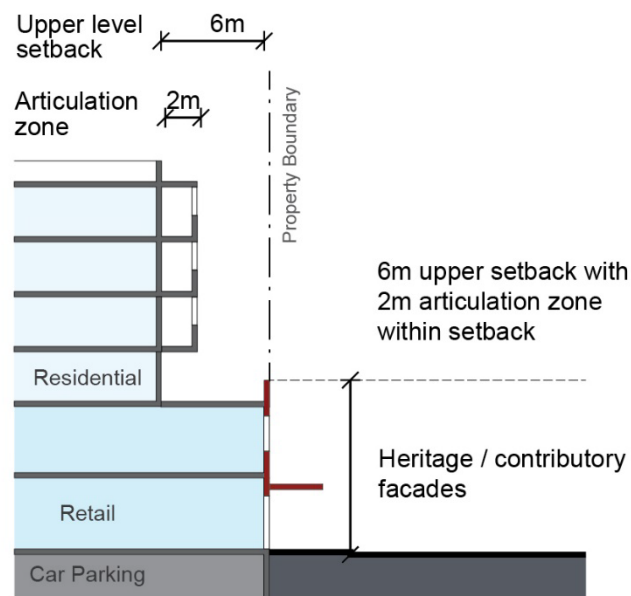 Upper level
setback
6m
Articulation
zone
2m
Property Boundary
6m upper setback with
2m articulation zone
within setback
Residential
Heritage / contributory
facades
Retail
Car Parking